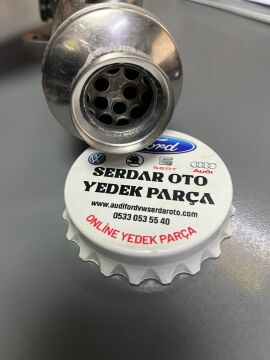 Ford
SEAT
Audi
SERDAR OTO
YEDEK PARÇA
www.audifordvwserdaroto.com
0533 053 55 40
ONLİNE YEDEK PARÇA